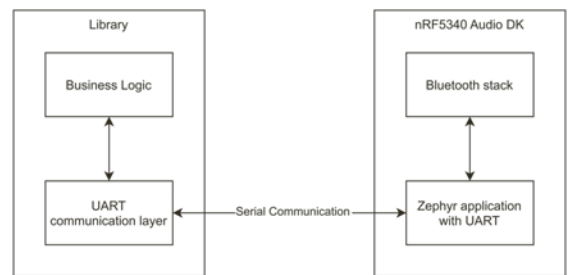 Library
nRF5340 Audio DK
Business Logic
Bluetooth stack
UART
communication layer
Serial Communication
Zephyr application
with UART